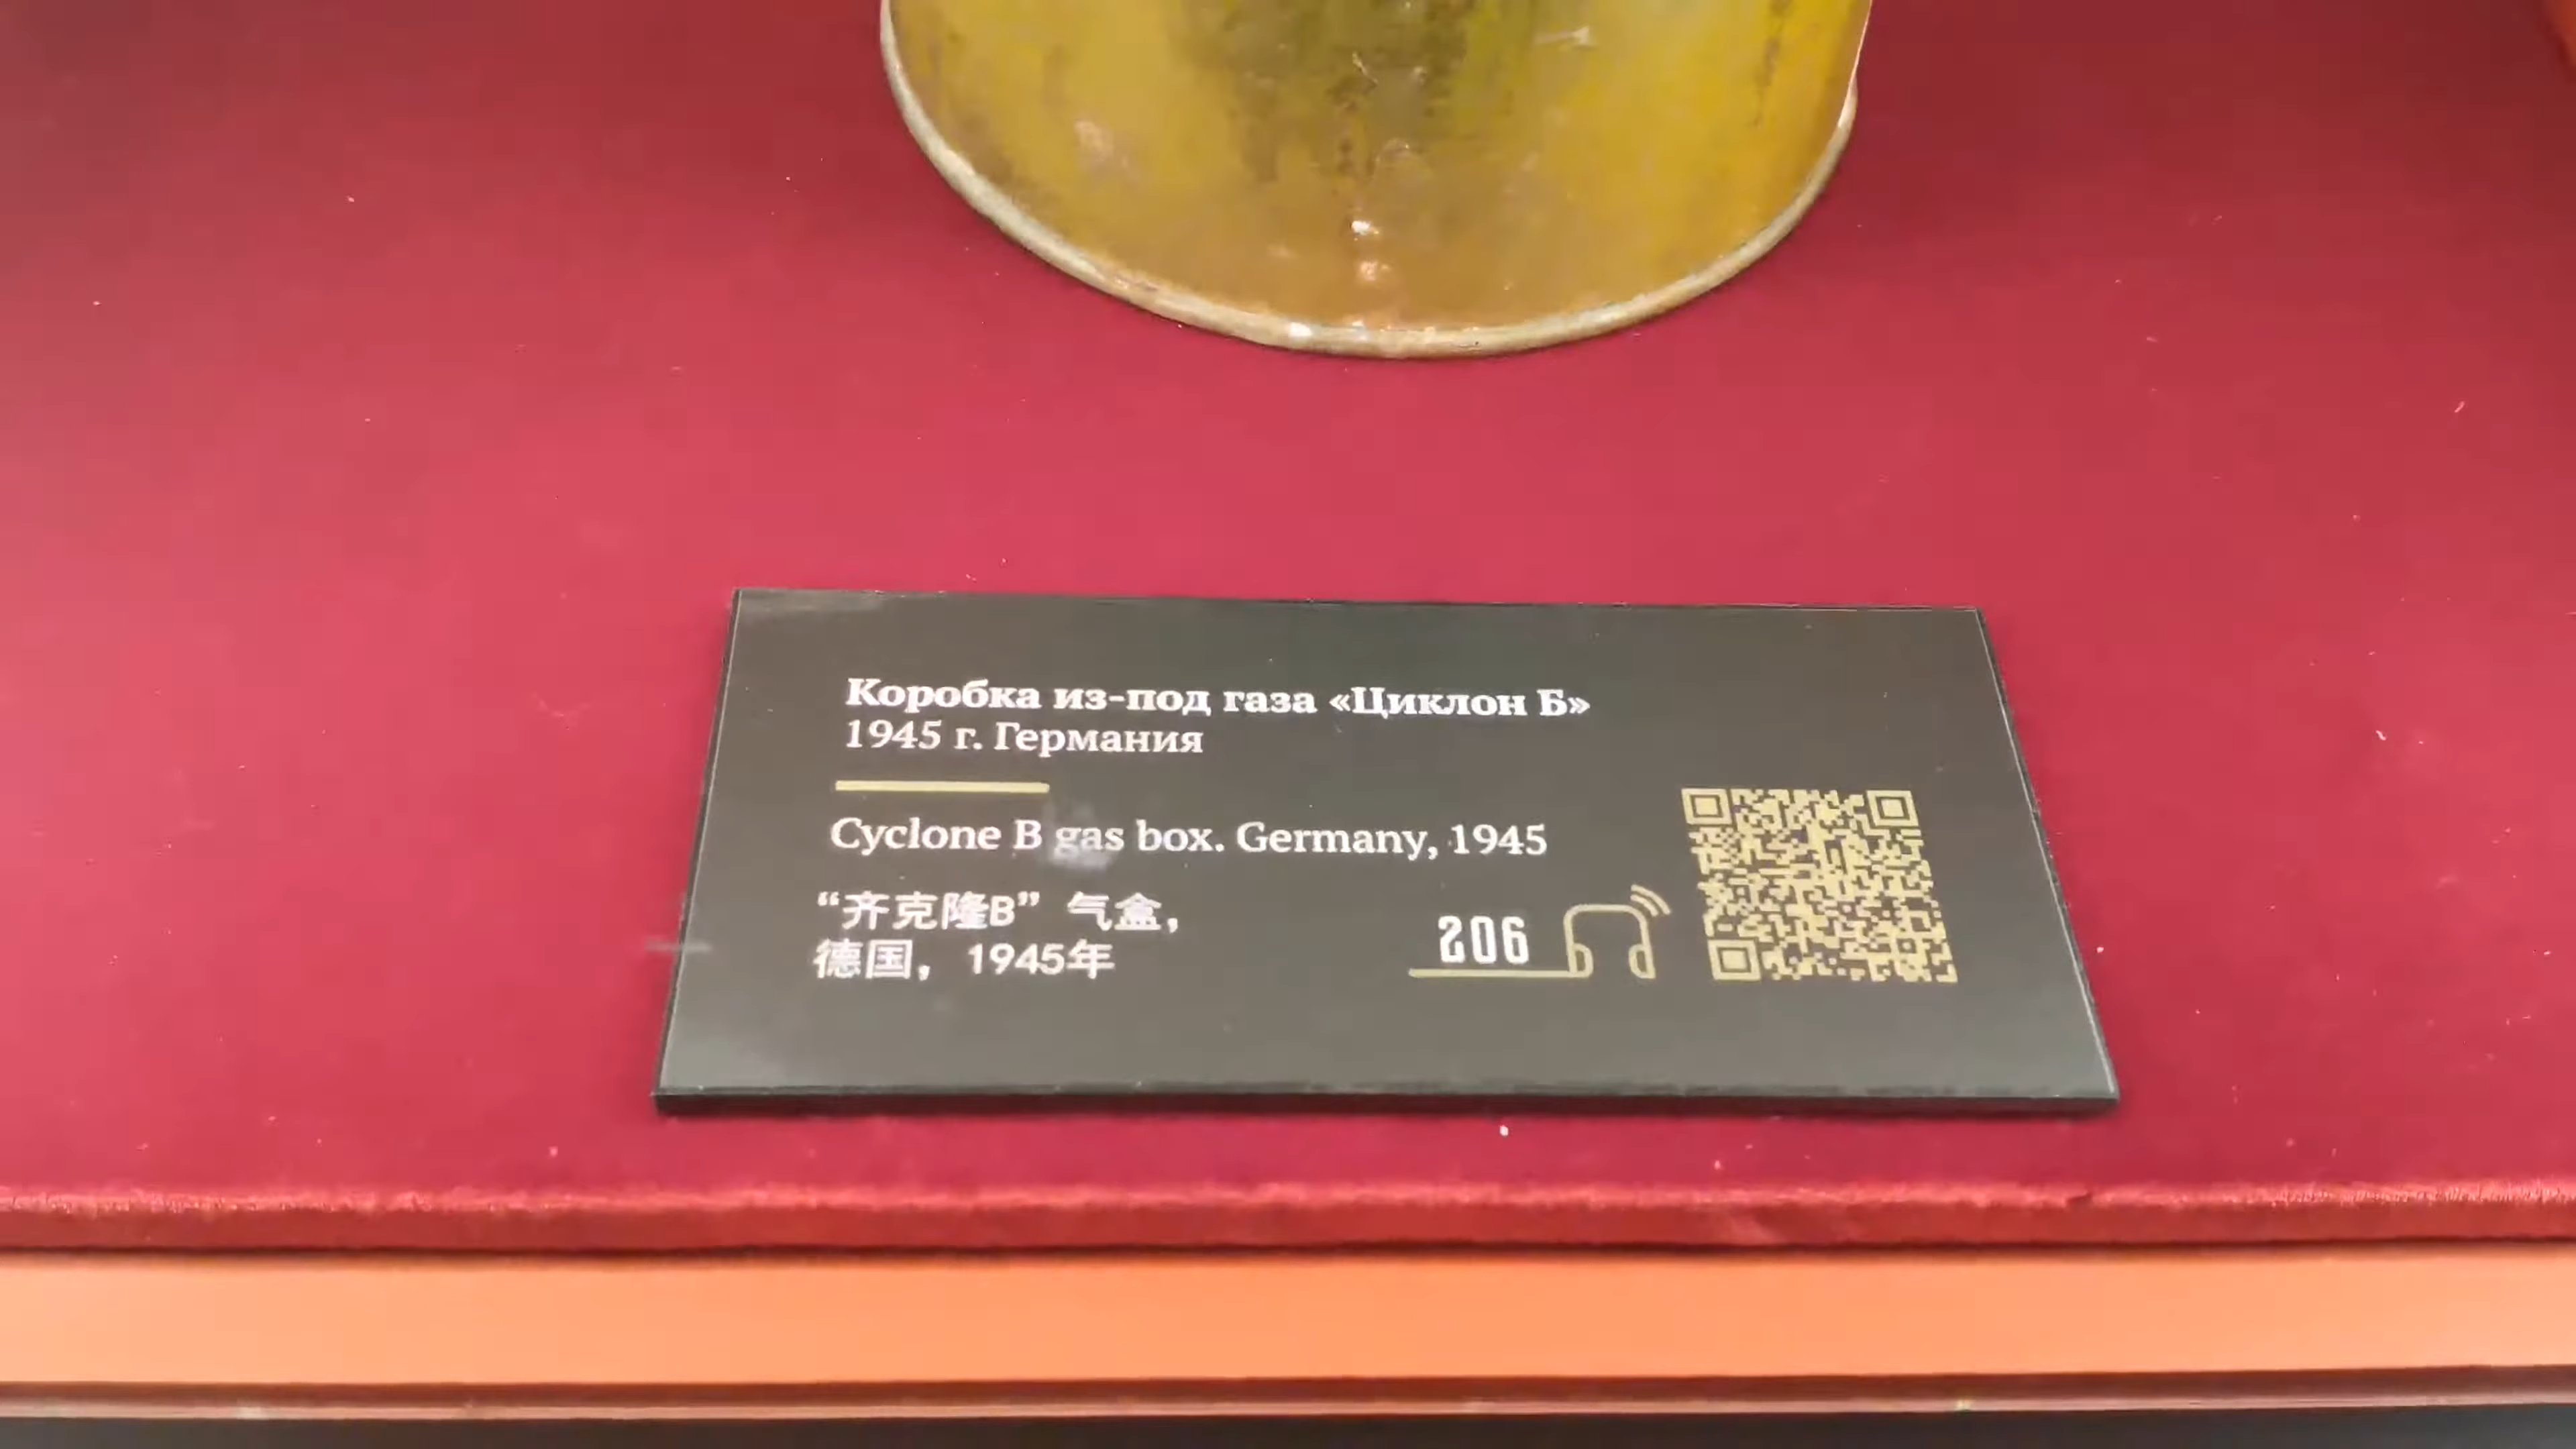 Коробка из-под газа «Циклон Б»
1945 г. Германия
Cyclone B gas box. Germany, 1945
“齐克隆B” 气盒,
德国, 1945年
206